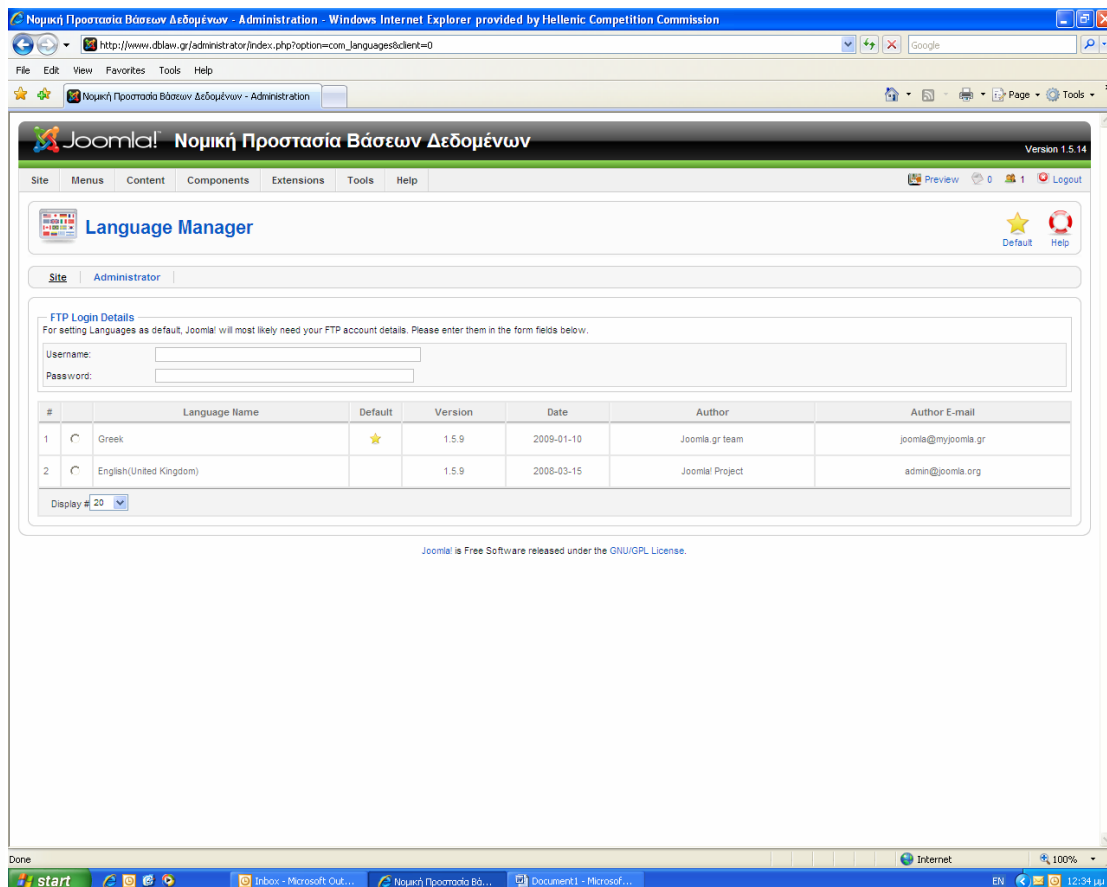 Νομική Προστασία Βάσεων Δεδομένων - Administration - Windows Internet Explorer provided by Hellenic Competition Commission
http://www.dblaw.gr/administrator/index.php?option=com_languages&client=0
Google
File Edit View Favorites Tools Help
Νομική Προστασία Βάσεων Δεδομένων - Administration
Page Tools
Joomla! Νομική Προστασία Βάσεων Δεδομένων
Version 1.5.14
Site Menus Content Components Extensions Tools Help Preview 0 1 Logout
Language Manager
Default Help
Site Administrator
FTP Login Details
For setting Languages as default, Joomla! will most likely need your FTP account details. Please enter them in the form fields below.
Username:
Password:
# Language Name Default Version Date Author Author E-mail
1 Greek 1.5.9 2009-01-10 Joomla.gr team joomla@myjoomla.gr
2 English(United Kingdom) 1.5.9 2008-03-15 Joomla! Project admin@joomla.org
Display # 20
Joomla! is Free Software released under the GNU/GPL License.
Done Internet 100%
start Inbox - Microsoft Out... Νομική Προστασία Βά... Document1 - Microsof... EN 12:34 μμ